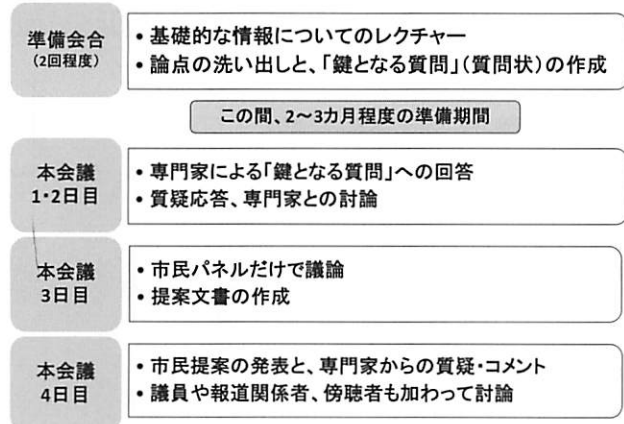 準備会合
(2回程度)
• 基礎的な情報についてのレクチャー
• 論点の洗い出しと、「鍵となる質問」(質問状)の作成
この間、2～3カ月程度の準備期間
本会議
1・2日目
• 専門家による「鍵となる質問」への回答
• 質疑応答、専門家との討論
本会議
3日目
• 市民パネルだけで議論
• 提案文書の作成
本会議
4日目
• 市民提案の発表と、専門家からの質疑・コメント
• 議員や報道関係者、傍聴者も加わって討論